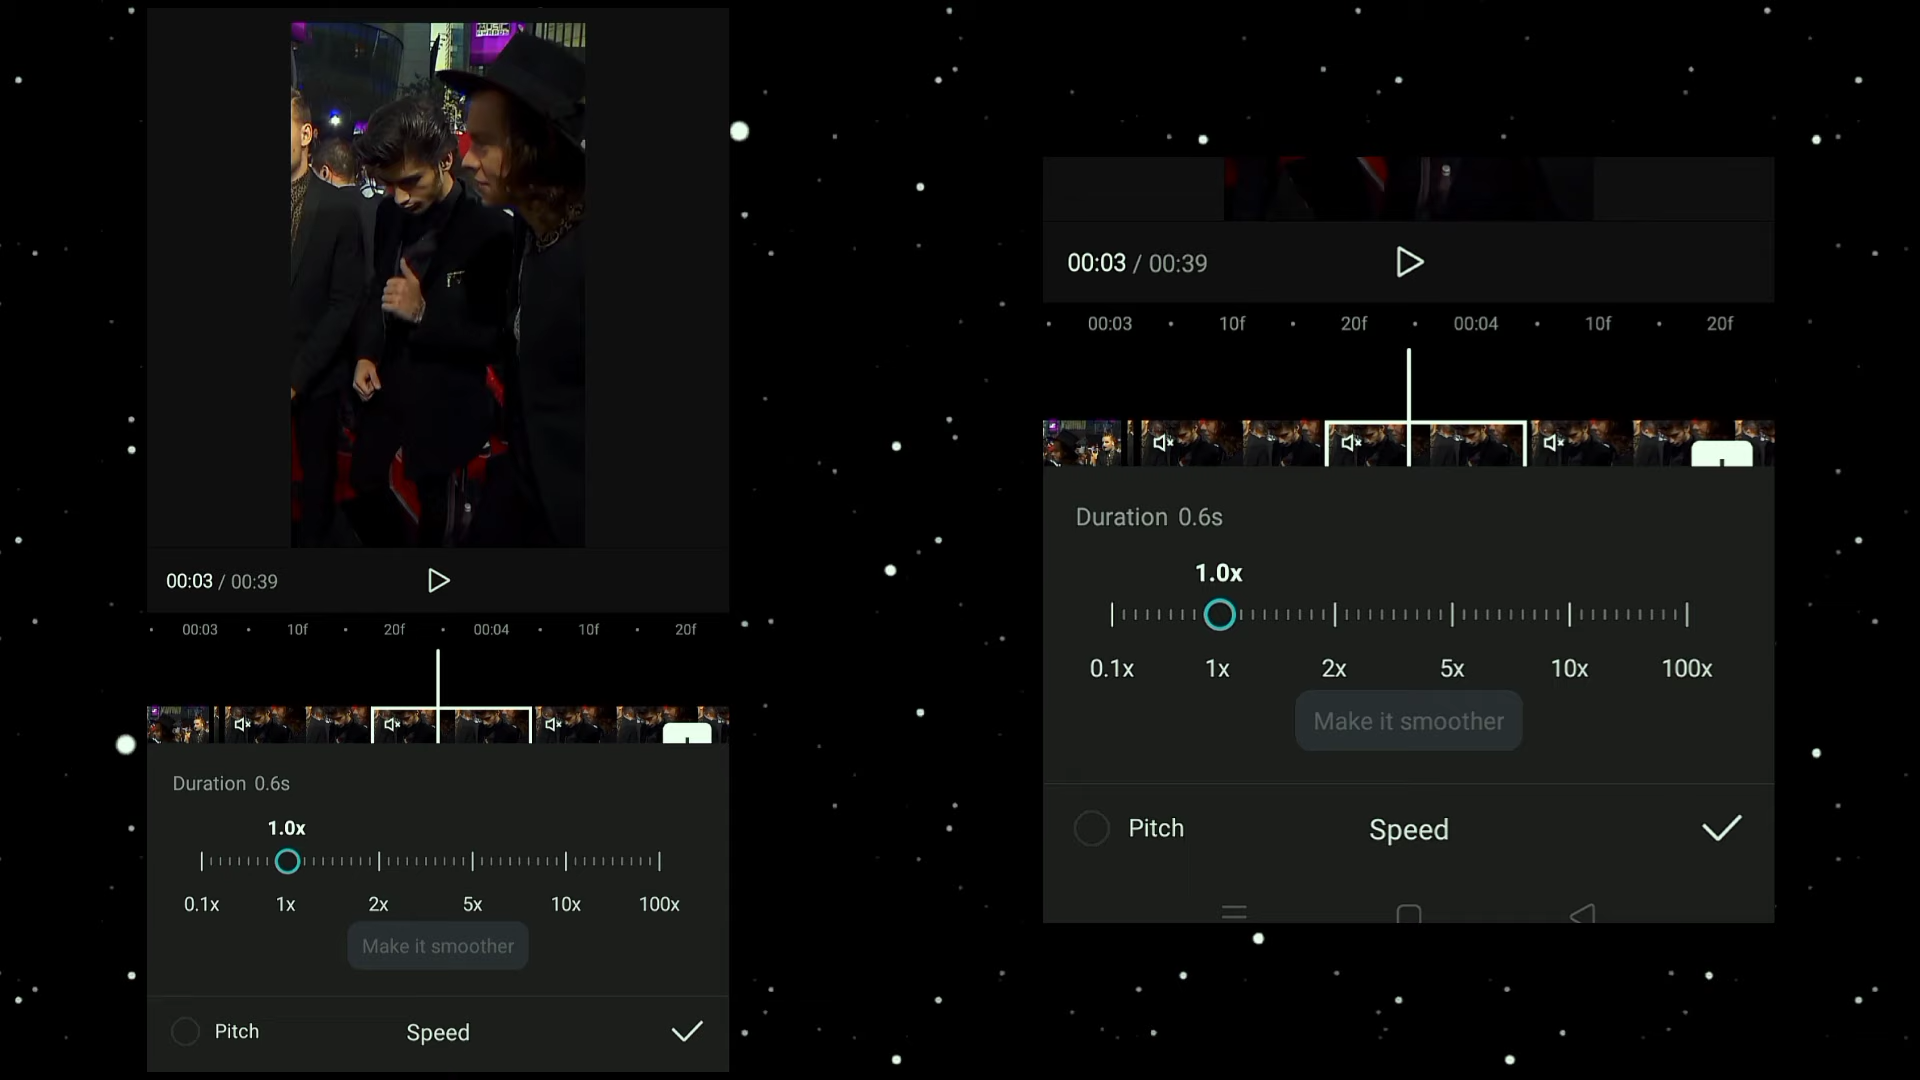 MUSIC
AWARDS
00:03 / 00:39
00:03 10f 20f 00:04 10f 20f
Duration 0.6s
1.0x
0.1x 1x 2x 5x 10x 100x
Make it smoother
Pitch Speed
00:03 / 00:39
00:03 10f 20f 00:04 10f 20f
Duration 0.6s
1.0x
0.1x 1x 2x 5x 10x 100x
Make it smoother
Pitch Speed